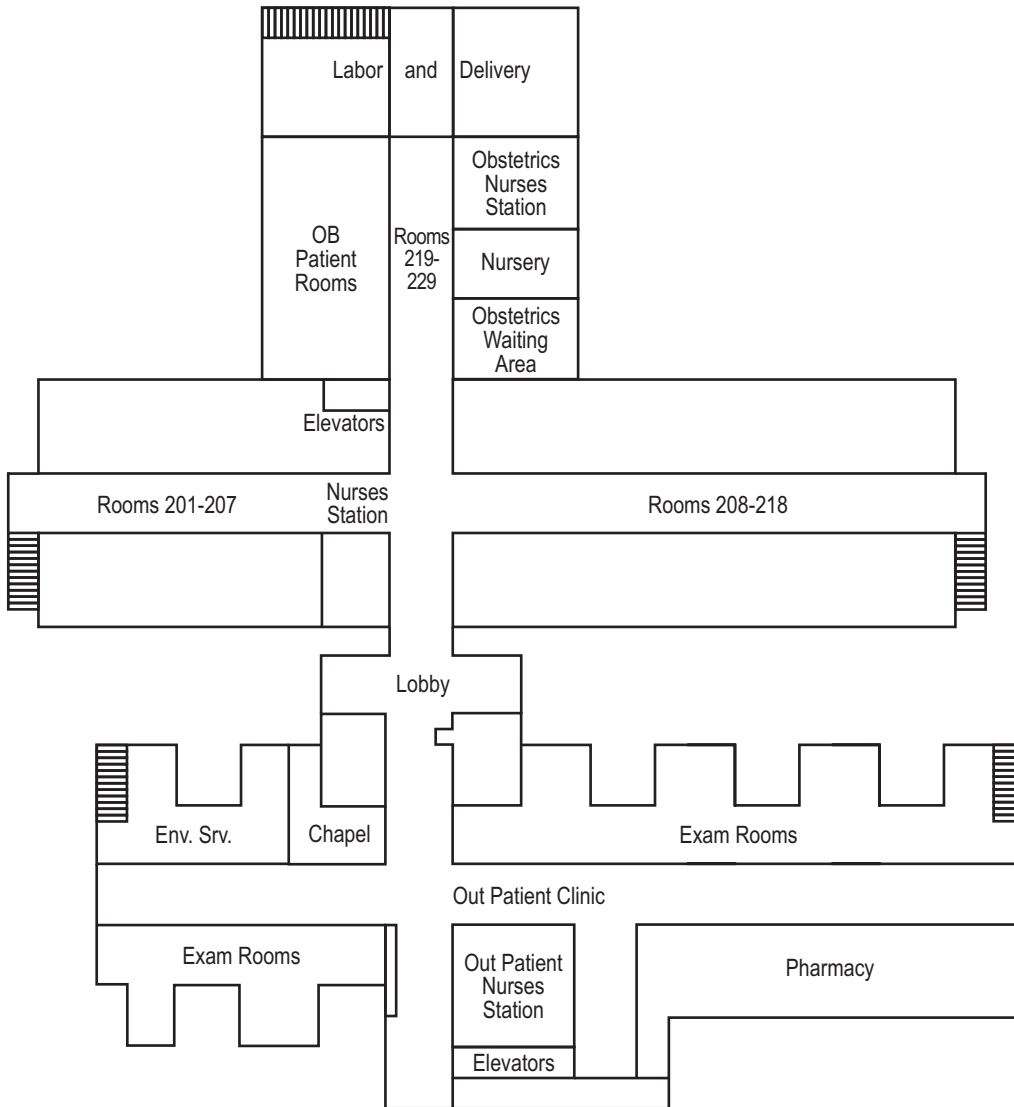 Labor and Delivery
Obstetrics
Nurses
Station
OB
Patient
Rooms
Rooms
219-
229
Nursery
Obstetrics
Waiting
Area
Elevators
Rooms 201-207
Nurses
Station
Rooms 208-218
Lobby
Env. Srv.
Chapel
Exam Rooms
Out Patient Clinic
Exam Rooms
Out Patient
Nurses
Station
Pharmacy
Elevators